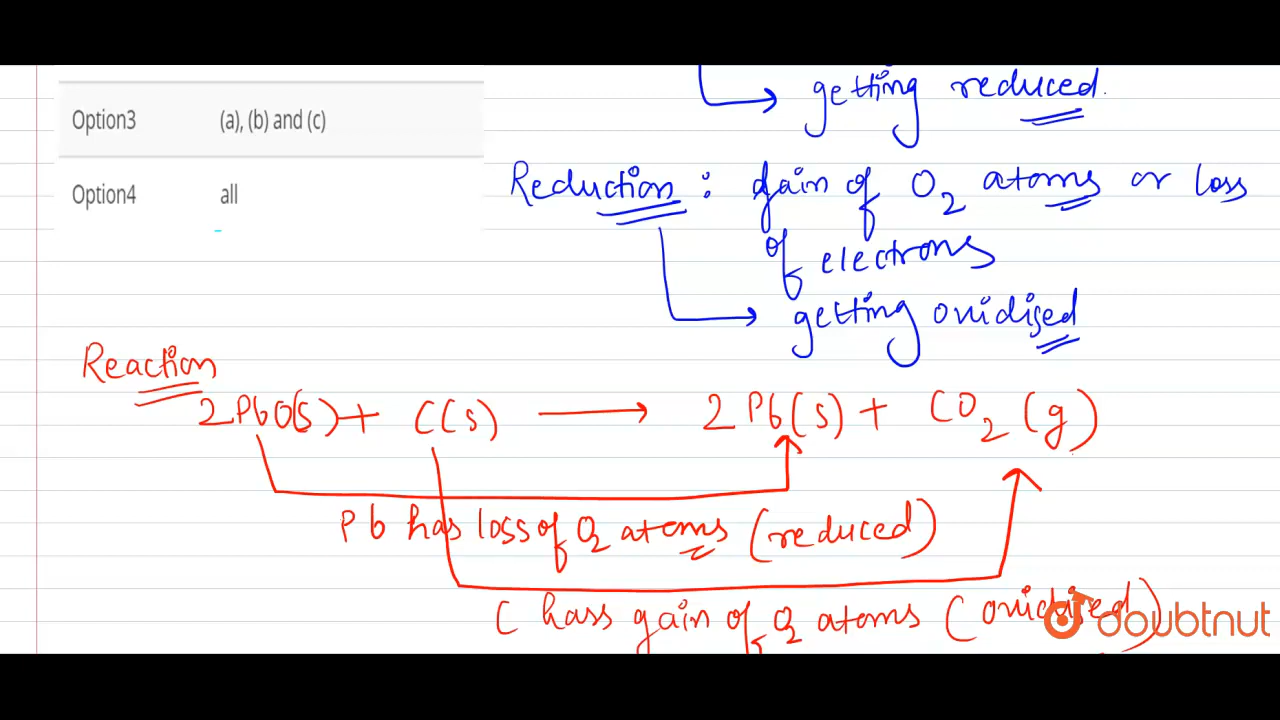 getting reduced.
Option3 (a), (b) and (c)
Option4 all
Reduction : gain of O2 atoms or loss
of electrons
getting oxidised
Reaction
2PbO(s) + C(s) → 2Pb(s) + CO2(g)
Pb has loss of O2 atoms (reduced)
C hass gain of O2 atoms (oxidised)
doubtnut